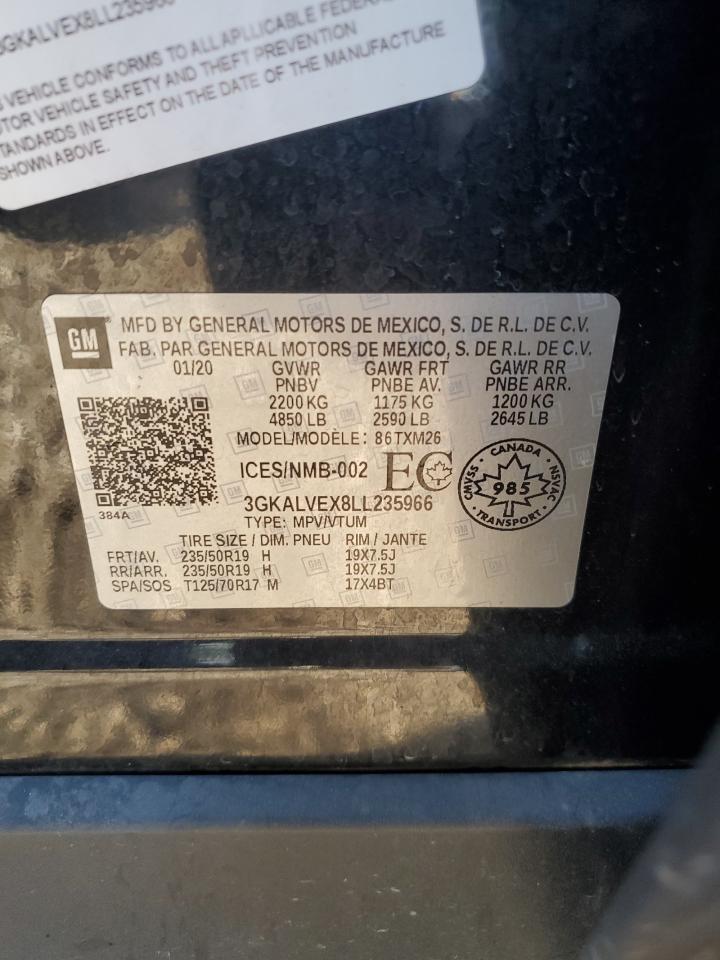 3GKALVEX8LL235966
VEHICLE CONFORMS TO ALL APLLICABLE FEDERAL
MOTOR VEHICLE SAFETY AND THEFT PREVENTION
STANDARDS IN EFFECT ON THE DATE OF THE MANUFACTURE
SHOWN ABOVE.
GM
MFD BY GENERAL MOTORS DE MEXICO, S. DE R.L. DE C.V.
FAB. PAR GENERAL MOTORS DE MEXICO, S. DE R.L. DE C.V.
01/20 GVWR GAWR FRT GAWR RR
PNBV PNBE AV. PNBE ARR.
2200 KG 1175 KG 1200 KG
4850 LB 2590 LB 2645 LB
MODEL/MODÈLE: 86TXM26
ICES/NMB-002 EC
CANADA
CMVSS 985 NSVAC
TRANSPORT
384A
3GKALVEX8LL235966
TYPE: MPV/VTUM
TIRE SIZE / DIM. PNEU RIM / JANTE
FRT/AV. 235/50R19 H 19X7.5J
RR/ARR. 235/50R19 H 19X7.5J
SPA/SOS T125/70R17 M 17X4BT